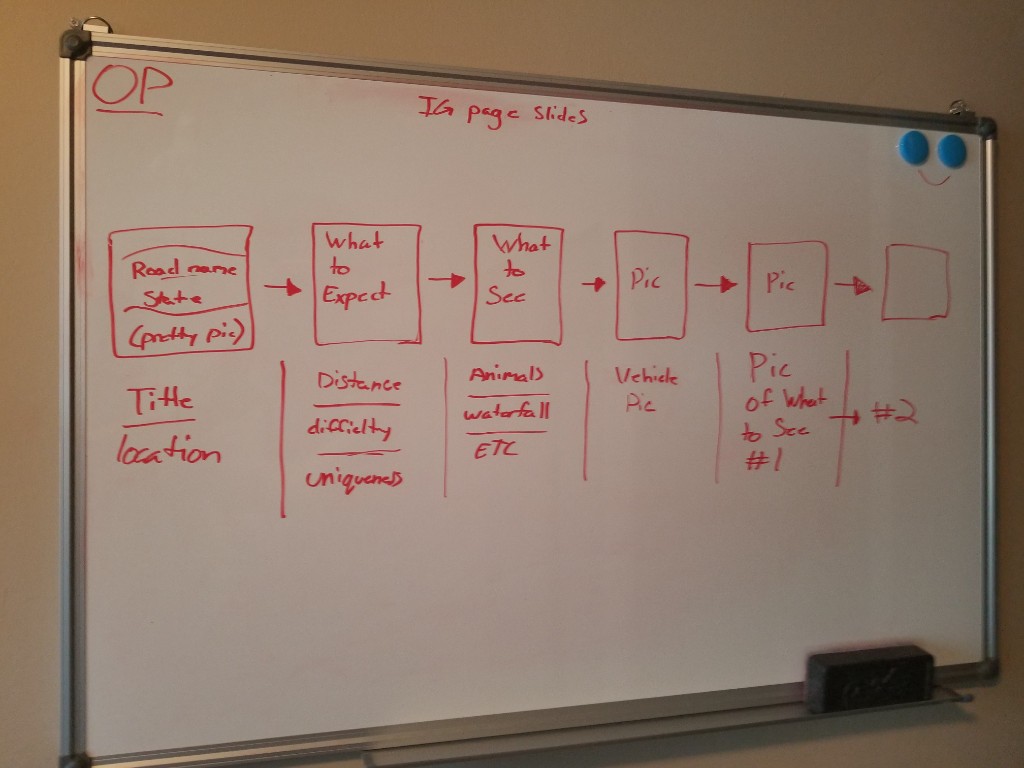 OP
IG page slides
Road name
State
(pretty pic)
What
to
Expect
What
to
See
Pic
Pic
Title
location
Distance
difficlty
uniqueness
Animals
waterfall
ETC
Vehicle
Pic
Pic
of What
to See
#1
#2